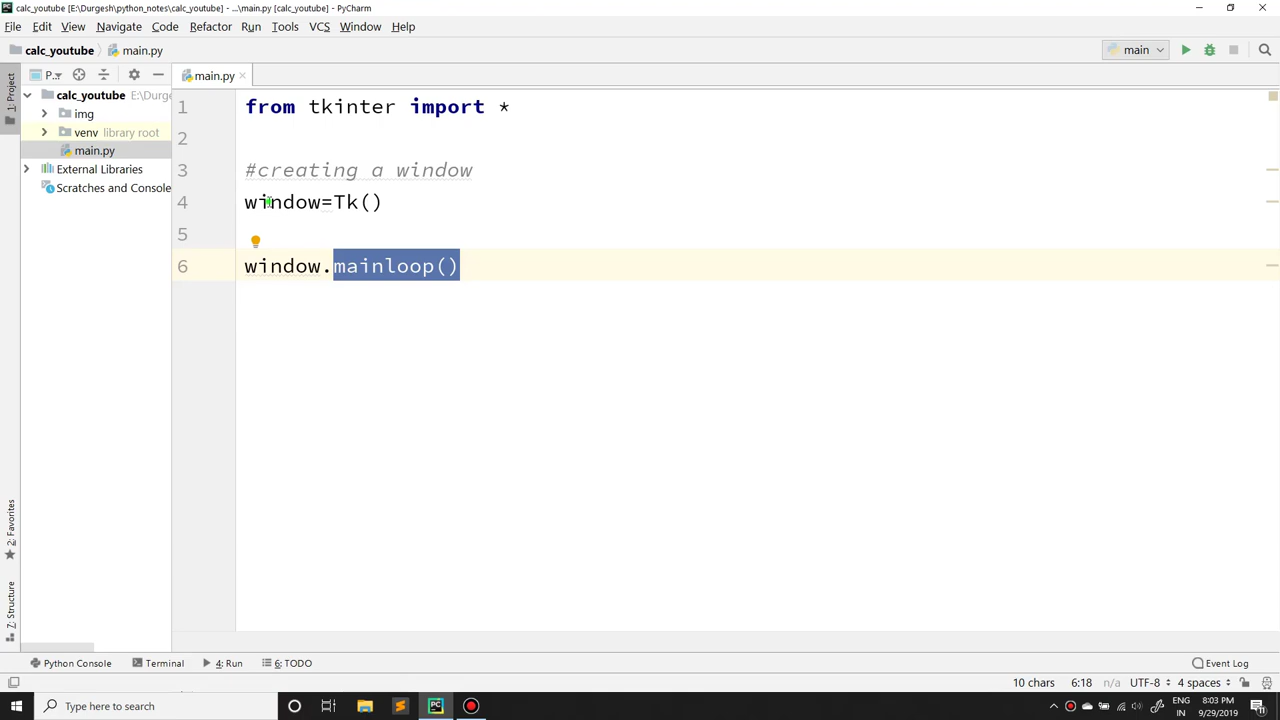 calc_youtube [E:\Durgesh\python_notes\calc_youtube] - ...\main.py [calc_youtube] - PyCharm
File Edit View Navigate Code Refactor Run Tools VCS Window Help
calc_youtube main.py main
1: Project
P...
main.py
calc_youtube E:\Durge
img
venv library root
main.py
External Libraries
Scratches and Console
1 from tkinter import *
2
3 #creating a window
4 window=Tk()
5
6 window.mainloop()
2: Favorites
7: Structure
Python Console Terminal 4: Run 6: TODO Event Log
10 chars 6:18 n/a UTF-8 4 spaces
Type here to search
PC
ENG
IN
8:03 PM
9/29/2019